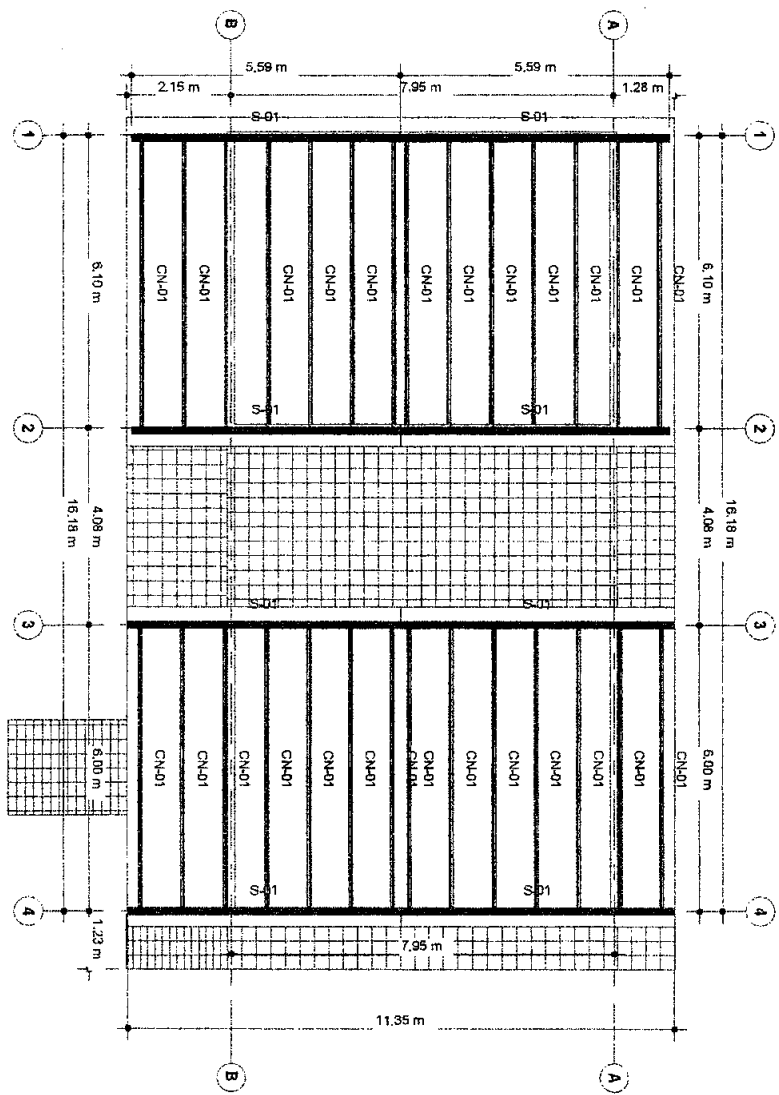 B A
5,59 m 5,59 m
2.15 m 7,95 m 1.28 m
S-01 S-01
1 1
6.10 m CN-01 CN-01 CN-01 CN-01 CN-01 CN-01 CN-01 CN-01 CN-01 CN-01 CN-01 CN-01 6.10 m
S-01 S-01
2 2
16.18 m 4.08 m 4.08 m 16.18 m
S-01 S-01
3 3
6.00 m CN-01 CN-01 CN-01 CN-01 CN-01 CN-01 CN-01 CN-01 CN-01 CN-01 CN-01 CN-01 CN-01 6.00 m
S-01 S-01
4 4
1.23 m
7,95 m
11,35 m
B A